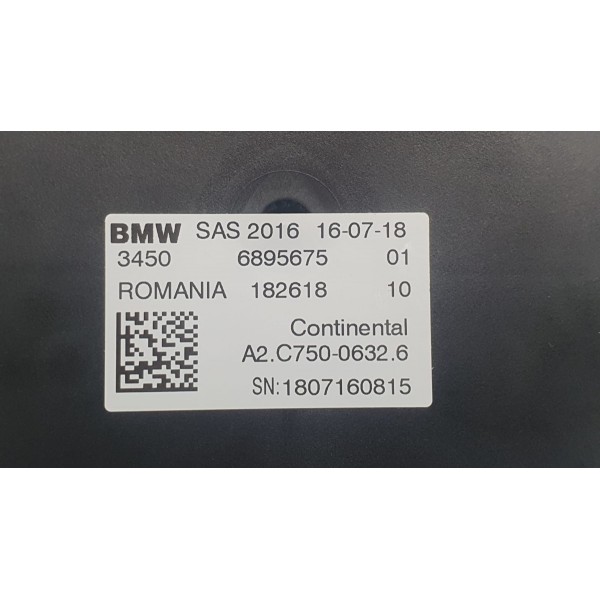 BMW SAS 2016 16-07-18
3450 6895675 01
ROMANIA 182618 10
Continental
A2.C750-0632.6
SN:1807160815